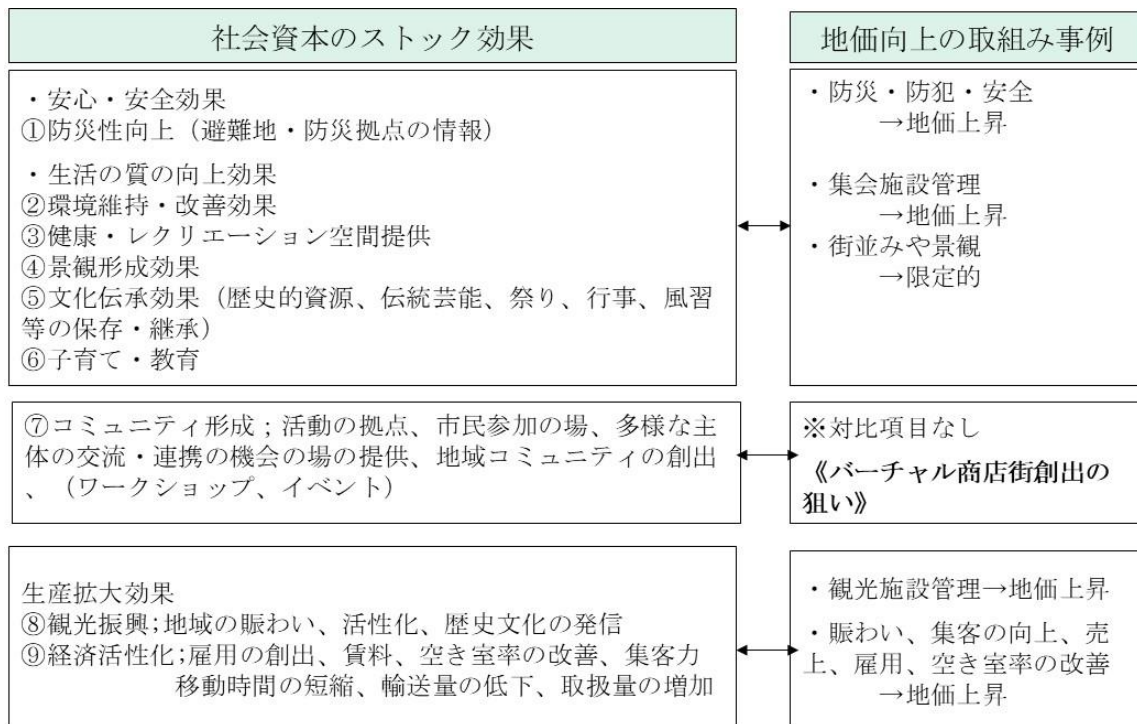 社会資本のストック効果
地価向上の取組み事例
・安心・安全効果
①防災性向上（避難地・防災拠点の情報）
・生活の質の向上効果
②環境維持・改善効果
③健康・レクリエーション空間提供
④景観形成効果
⑤文化伝承効果（歴史的資源、伝統芸能、祭り、行事、風習
等の保存・継承）
⑥子育て・教育
・防災・防犯・安全
→地価上昇
・集会施設管理
→地価上昇
・街並みや景観
→限定的
⑦コミュニティ形成；活動の拠点、市民参加の場、多様な主
体の交流・連携の機会の場の提供、地域コミュニティの創出
、（ワークショップ、イベント）
※対比項目なし
《バーチャル商店街創出の
狙い》
生産拡大効果
⑧観光振興;地域の賑わい、活性化、歴史文化の発信
⑨経済活性化;雇用の創出、賃料、空き室率の改善、集客力
移動時間の短縮、輸送量の低下、取扱量の増加
・観光施設管理→地価上昇
・賑わい、集客の向上、売
上、雇用、空き室率の改善
→地価上昇